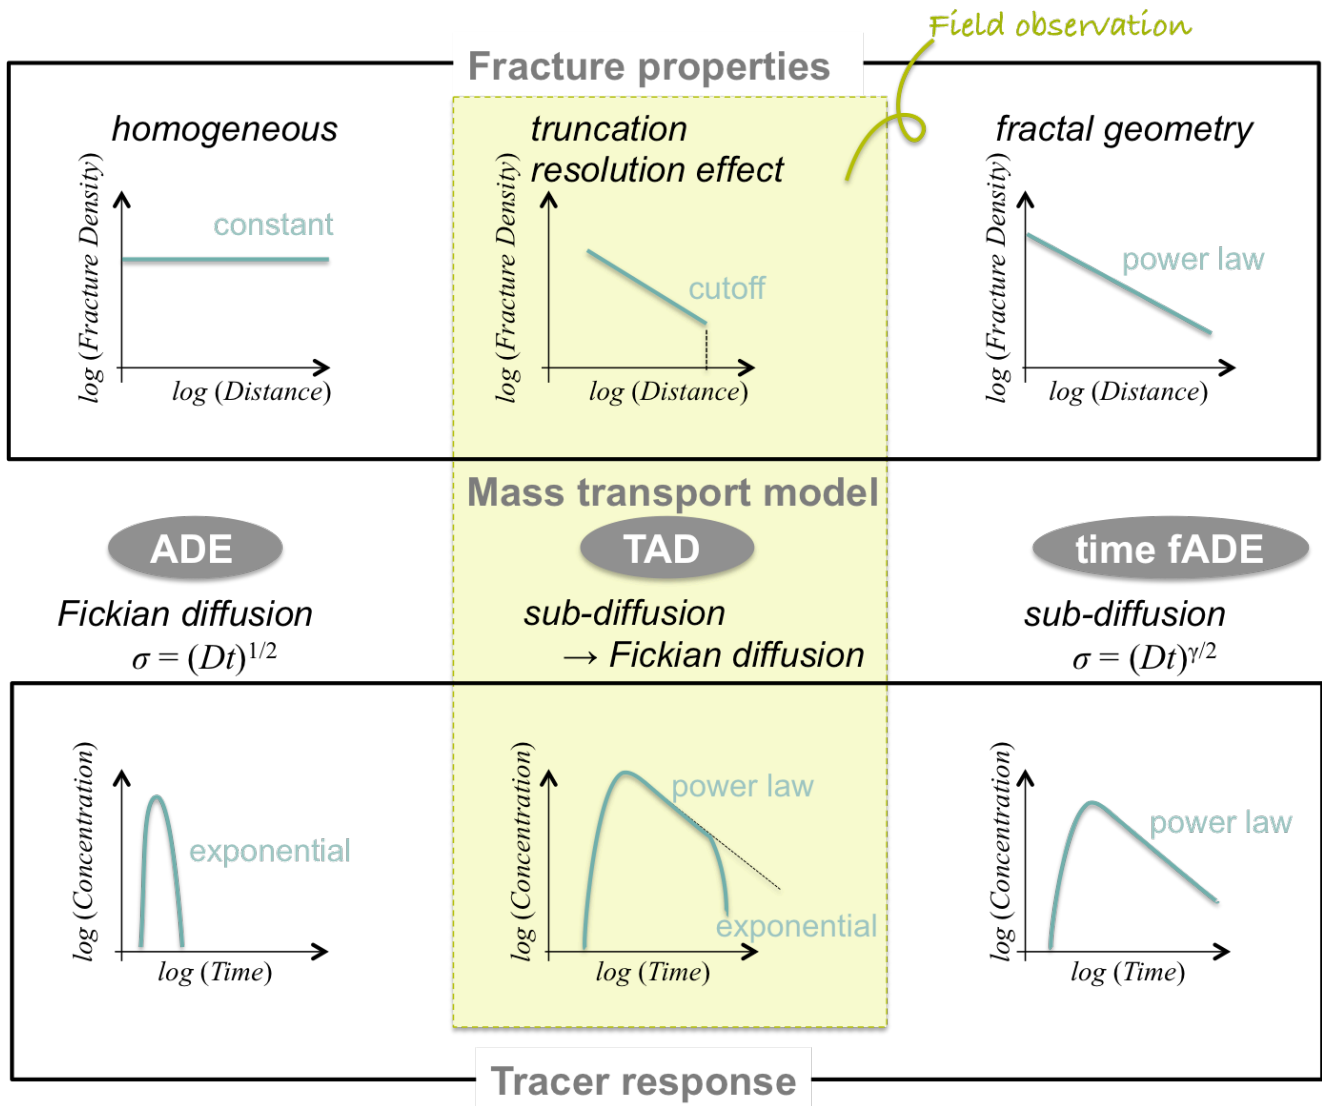 Field observation
Fracture properties
homogeneous
log (Fracture Density)
constant
log (Distance)
truncation
resolution effect
log (Fracture Density)
cutoff
log (Distance)
fractal geometry
log (Fracture Density)
power law
log (Distance)
Mass transport model
ADE
Fickian diffusion
σ = (Dt)^{1/2}
TAD
sub-diffusion
→ Fickian diffusion
time fADE
sub-diffusion
σ = (Dt)^{γ/2}
log (Concentration)
exponential
log (Time)
log (Concentration)
power law
exponential
log (Time)
log (Concentration)
power law
log (Time)
Tracer response